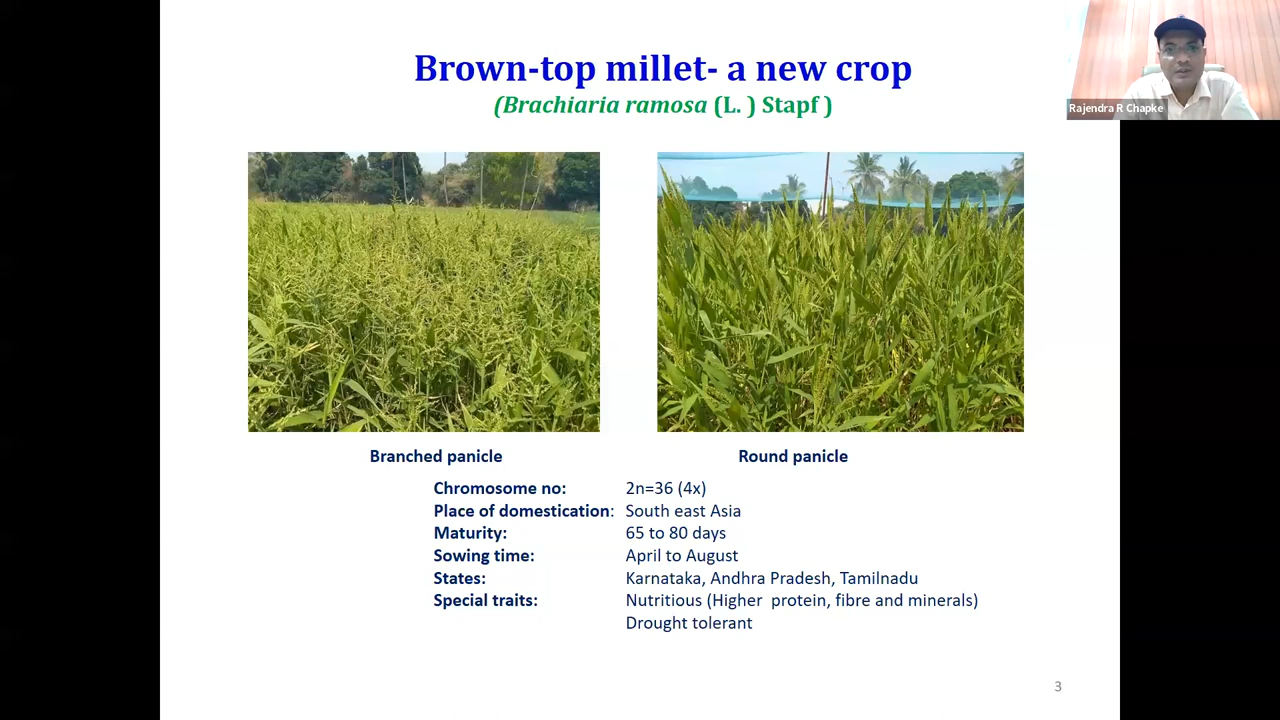 Brown-top millet- a new crop
(Brachiaria ramosa (L. ) Stapf )
Rajendra R Chapke
Branched panicle
Round panicle
Chromosome no: 2n=36 (4x)
Place of domestication: South east Asia
Maturity: 65 to 80 days
Sowing time: April to August
States: Karnataka, Andhra Pradesh, Tamilnadu
Special traits: Nutritious (Higher protein, fibre and minerals)
Drought tolerant
3